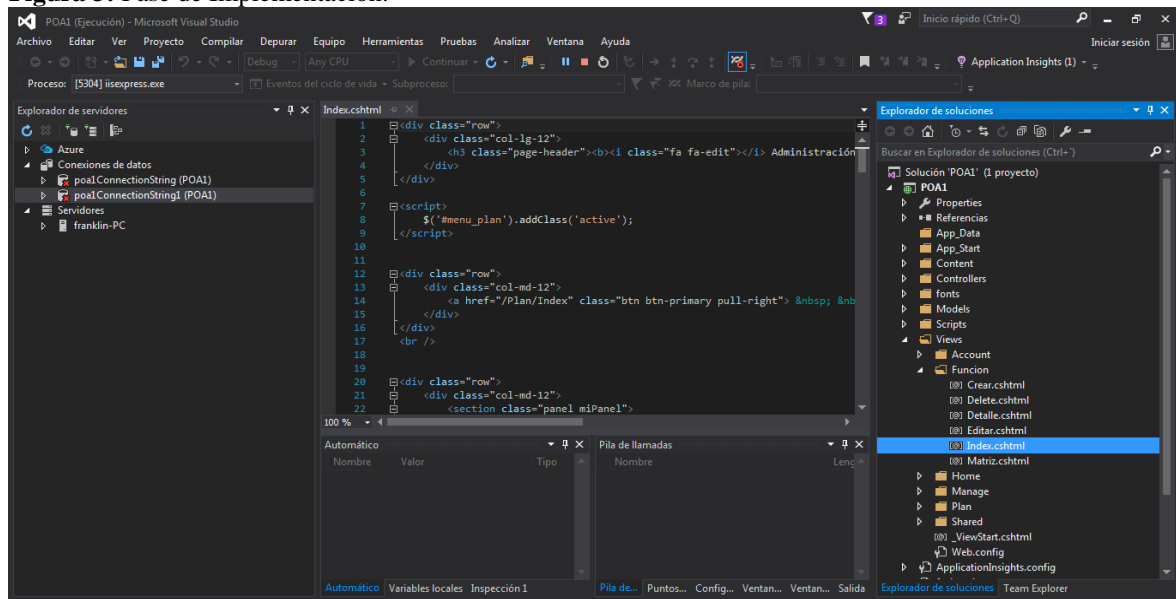 Figura 3. Fase de implementación.
POA1 (Ejecución) - Microsoft Visual Studio
3
Inicio rápido (Ctrl+Q)
Archivo Editar Ver Proyecto Compilar Depurar Equipo Herramientas Pruebas Analizar Ventana Ayuda
Iniciar sesión
Debug Any CPU Continuar Application Insights (1)
Proceso: [5304] iisexpress.exe Eventos del ciclo de vida Subproceso: Marco de pila:
Explorador de servidores
Azure
Conexiones de datos
poa1ConnectionString (POA1)
poa1ConnectionString1 (POA1)
Servidores
franklin-PC
Index.cshtml
1 <div class="row">
2 <div class="col-lg-12">
3 <h3 class="page-header"><b><i class="fa fa-edit"></i> Administración
4 </div>
5 </div>
6
7 <script>
8 $('#menu_plan').addClass('active');
9 </script>
10
11
12 <div class="row">
13 <div class="col-md-12">
14 <a href="/Plan/Index" class="btn btn-primary pull-right"> &nbsp; &nb
15 </div>
16 </div>
17 <br />
18
19
20 <div class="row">
21 <div class="col-md-12">
22 <section class="panel miPanel">
100 %
Automático
Nombre Valor Tipo
Automático Variables locales Inspección 1
Pila de llamadas
Nombre Leng
Pila de... Puntos... Config... Ventan... Ventan... Salida
Explorador de soluciones
Buscar en Explorador de soluciones (Ctrl+')
Solución 'POA1' (1 proyecto)
POA1
Properties
Referencias
App_Data
App_Start
Content
Controllers
fonts
Models
Scripts
Views
Account
Funcion
Crear.cshtml
Delete.cshtml
Detalle.cshtml
Editar.cshtml
Index.cshtml
Matriz.cshtml
Home
Manage
Plan
Shared
_ViewStart.cshtml
Web.config
ApplicationInsights.config
Explorador de soluciones Team Explorer